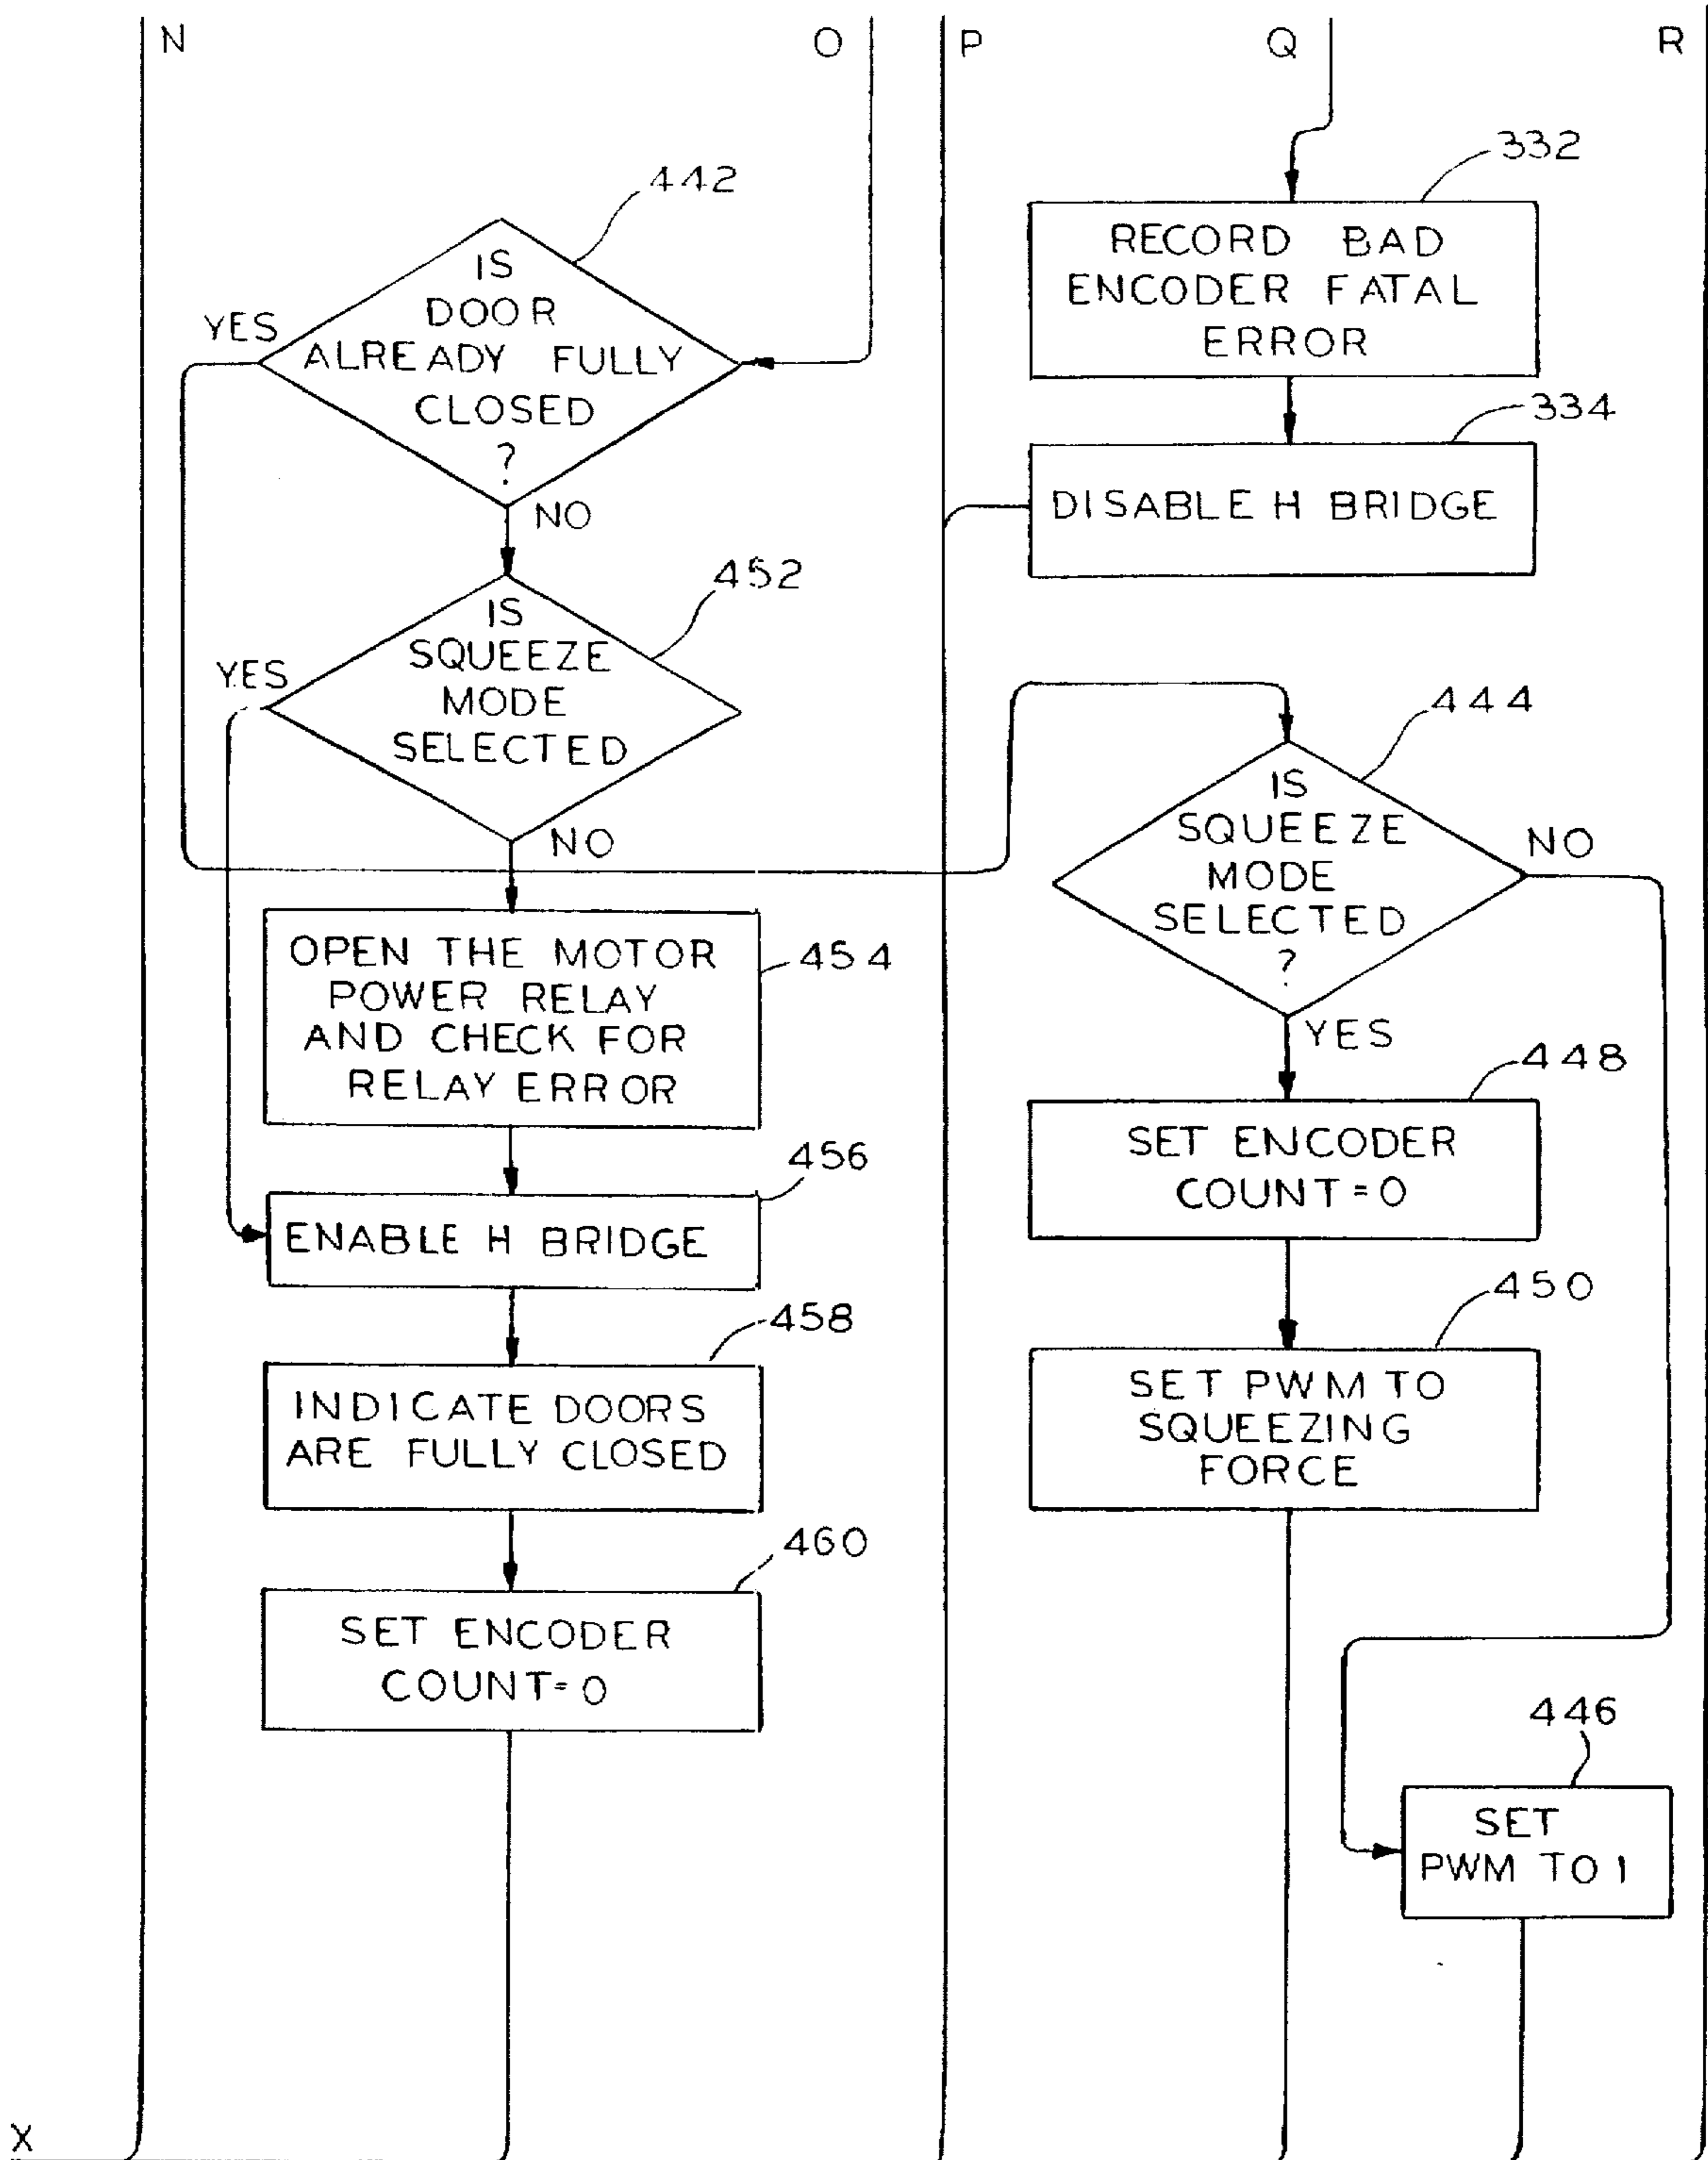 N
O
P
Q
R
442
IS
DOOR
ALREADY FULLY
CLOSED
?
YES
NO
452
IS
SQUEEZE
MODE
SELECTED
YES
NO
OPEN THE MOTOR
POWER RELAY
AND CHECK FOR
RELAY ERROR
454
456
ENABLE H BRIDGE
458
INDICATE DOORS
ARE FULLY CLOSED
460
SET ENCODER
COUNT=0
332
RECORD BAD
ENCODER FATAL
ERROR
334
DISABLE H BRIDGE
444
IS
SQUEEZE
MODE
SELECTED
?
NO
YES
448
SET ENCODER
COUNT=0
450
SET PWM TO
SQUEEZING
FORCE
446
SET
PWM TO 1
X